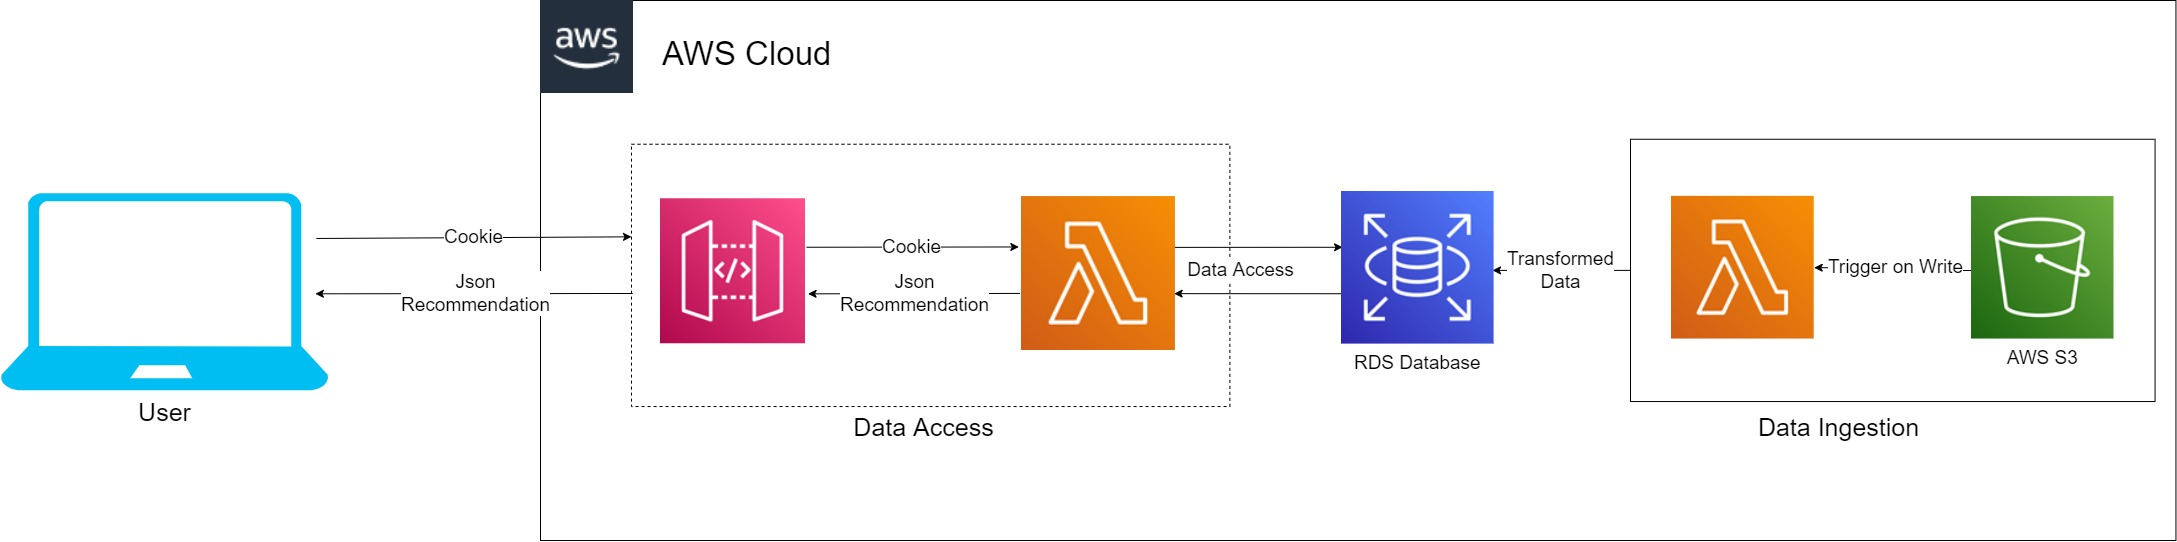 aws
AWS Cloud
Cookie
Json
Recommendation
User
</>
Cookie
Json
Recommendation
Data Access
Data Access
RDS Database
Transformed
Data
Trigger on Write
AWS S3
Data Ingestion